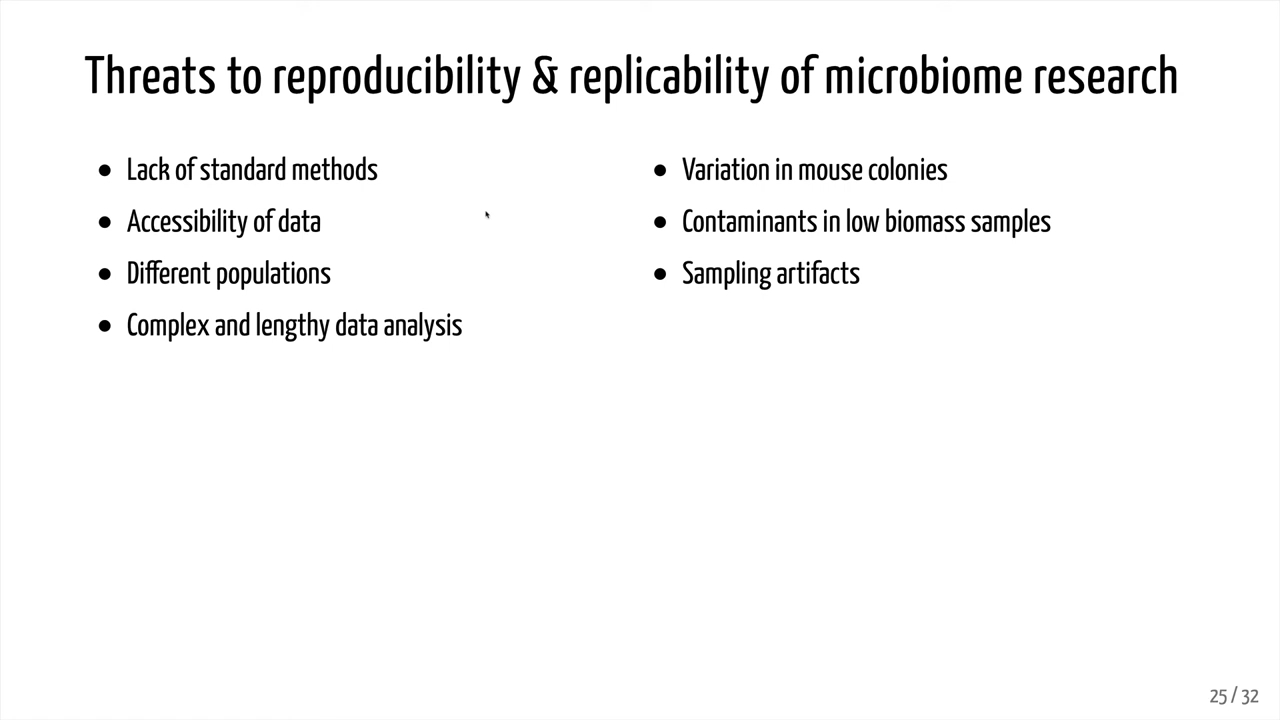 Threats to reproducibility & replicability of microbiome research
• Lack of standard methods
• Accessibility of data
• Different populations
• Complex and lengthy data analysis
• Variation in mouse colonies
• Contaminants in low biomass samples
• Sampling artifacts
25 / 32